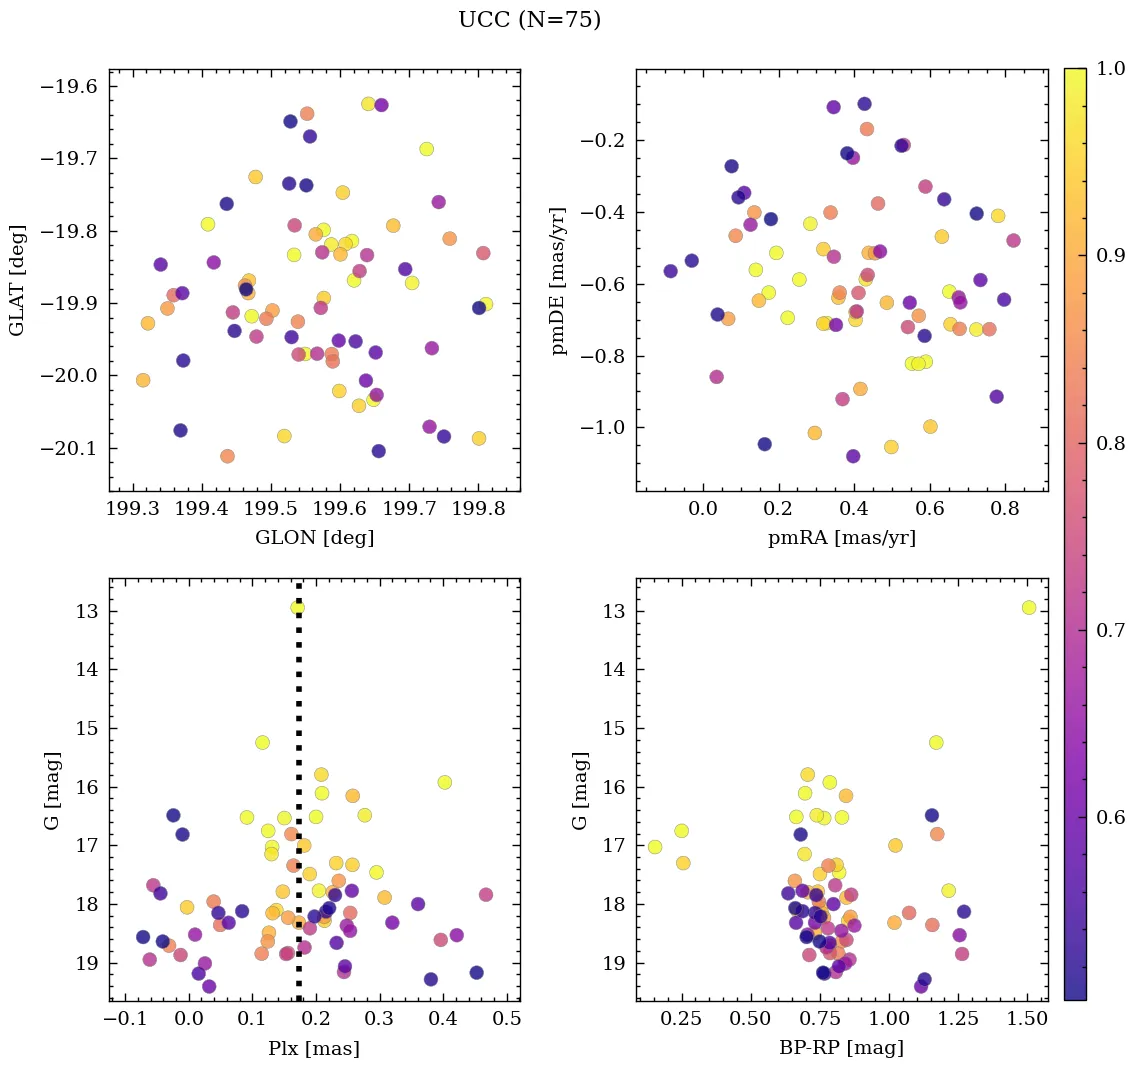 UCC (N=75)
−19.6
−19.7
−19.8
−19.9
−20.0
−20.1
GLAT [deg]
199.3 199.4 199.5 199.6 199.7 199.8
GLON [deg]
−0.2
−0.4
−0.6
−0.8
−1.0
pmDE [mas/yr]
0.0 0.2 0.4 0.6 0.8
pmRA [mas/yr]
13
14
15
16
17
18
19
G [mag]
−0.1 0.0 0.1 0.2 0.3 0.4 0.5
Plx [mas]
13
14
15
16
17
18
19
G [mag]
0.25 0.50 0.75 1.00 1.25 1.50
BP-RP [mag]
1.0
0.9
0.8
0.7
0.6